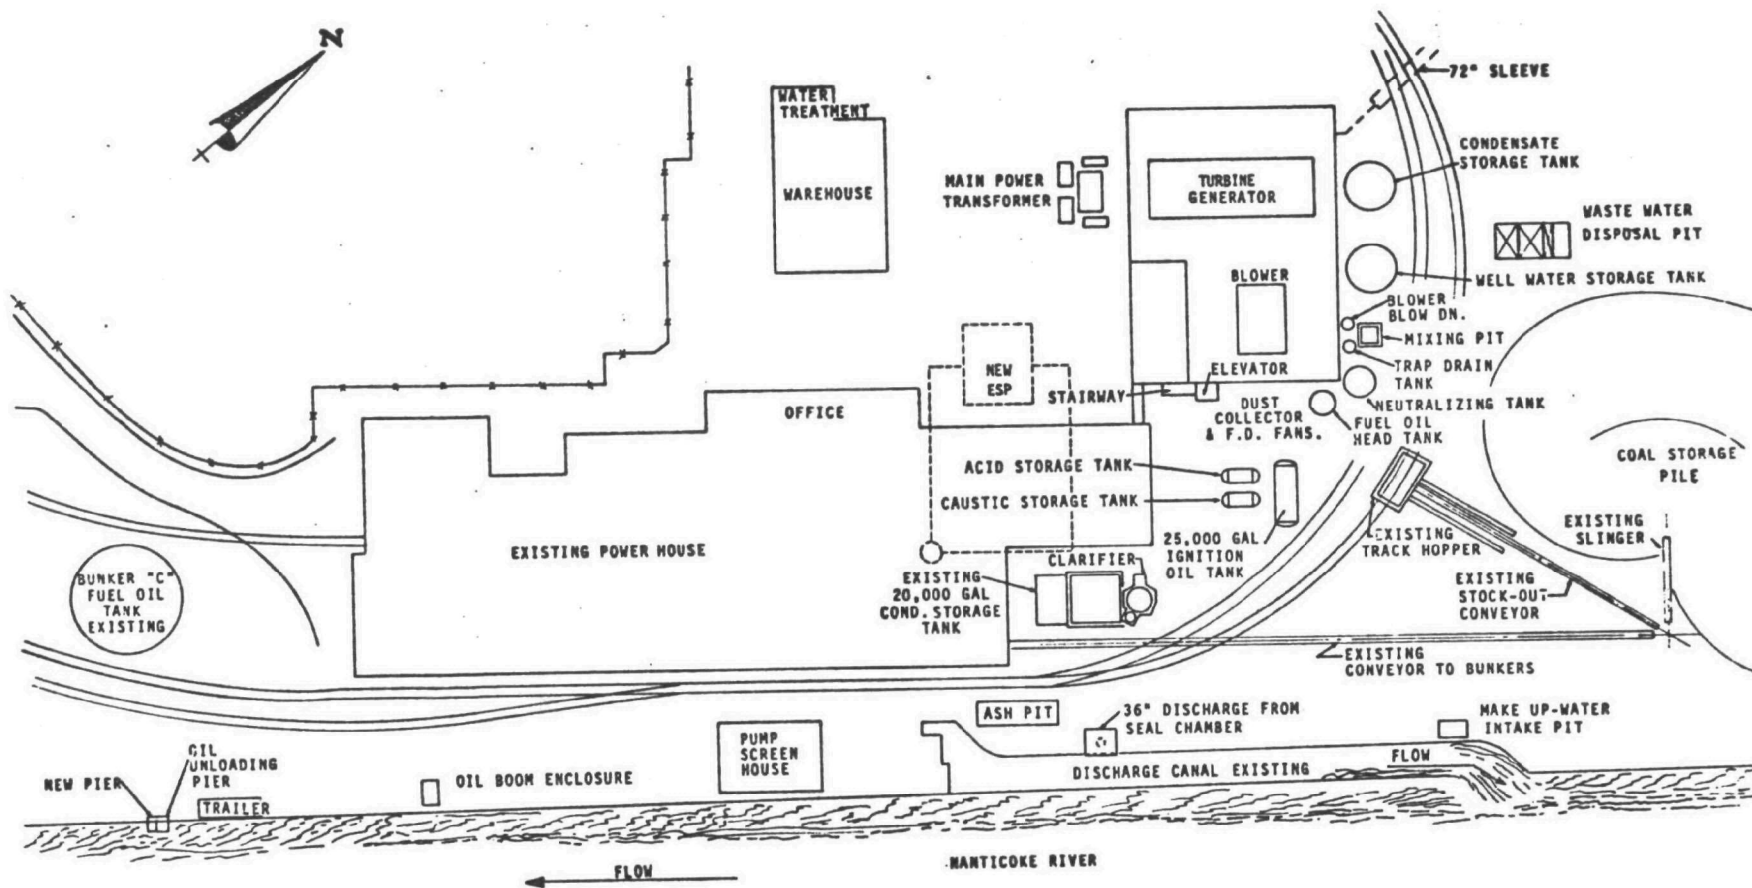 N
72" SLEEVE
WATER
TREATMENT
WAREHOUSE
MAIN POWER
TRANSFORMER
TURBINE
GENERATOR
CONDENSATE
STORAGE TANK
WASTE WATER
DISPOSAL PIT
BLOWER
WELL WATER STORAGE TANK
BLOWER
BLOW DN.
MIXING PIT
TRAP DRAIN
TANK
NEW
ESP
ELEVATOR
STAIRWAY
NEUTRALIZING TANK
DUST
COLLECTOR
& F.D. FANS.
FUEL OIL
HEAD TANK
OFFICE
COAL STORAGE
PILE
ACID STORAGE TANK
CAUSTIC STORAGE TANK
EXISTING POWER HOUSE
25,000 GAL
IGNITION
OIL TANK
EXISTING
TRACK HOPPER
EXISTING
SLINGER
CLARIFIER
EXISTING
20,000 GAL
COND. STORAGE
TANK
EXISTING
STOCK-OUT
CONVEYOR
BUNKER "C"
FUEL OIL
TANK
EXISTING
EXISTING
CONVEYOR TO BUNKERS
ASH PIT
36" DISCHARGE FROM
SEAL CHAMBER
MAKE UP-WATER
INTAKE PIT
PUMP
SCREEN
HOUSE
OIL
UNLOADING
PIER
NEW PIER
TRAILER
OIL BOOM ENCLOSURE
DISCHARGE CANAL EXISTING
FLOW
NANTICOKE RIVER
FLOW